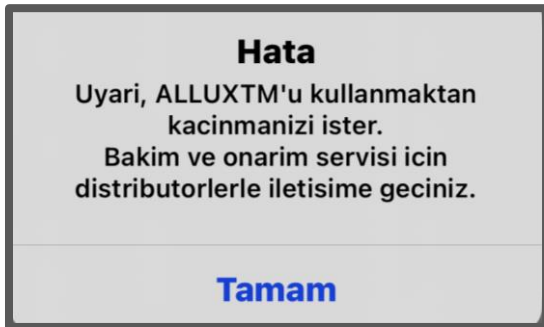 Hata
Uyari, ALLUXTM'u kullanmaktan
kacinmanizi ister.
Bakim ve onarim servisi icin
distributorlerle iletisime geciniz.
Tamam